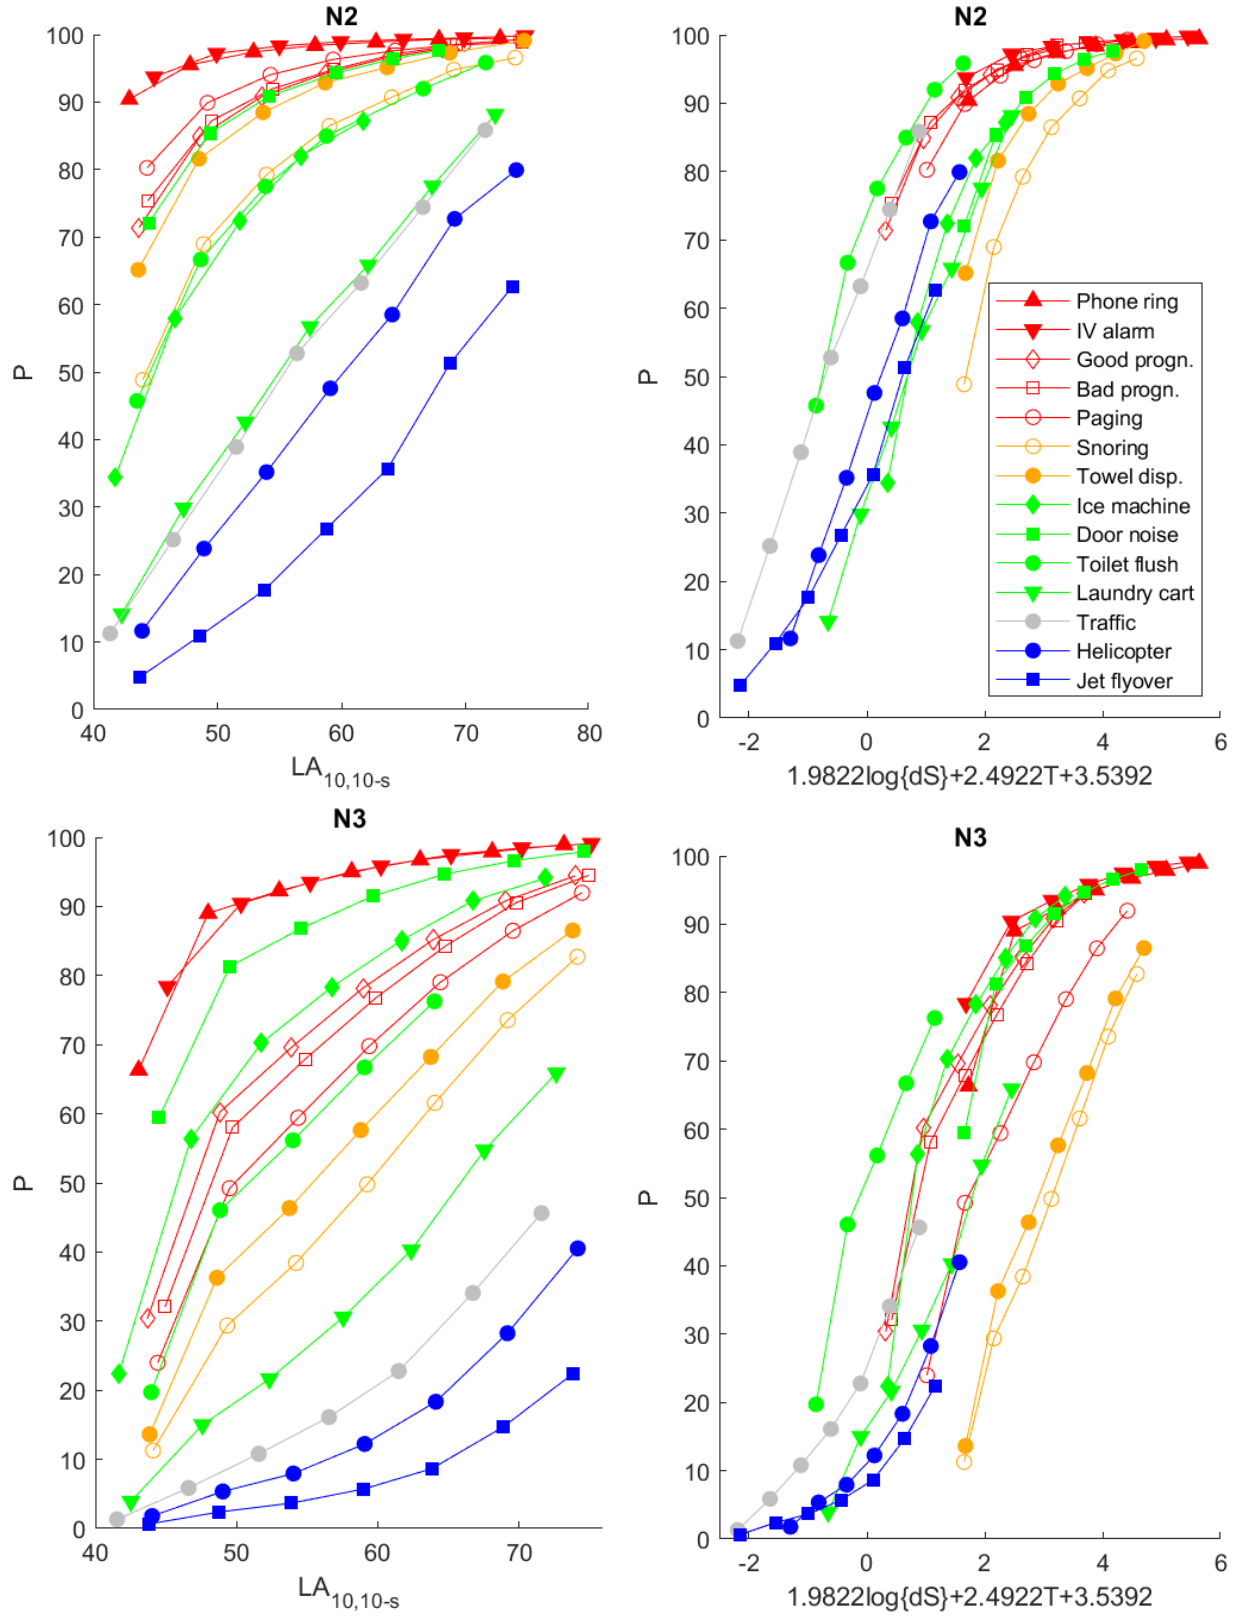 N2
100
90
80
70
60
50
40
30
20
10
0
P
40
50
60
70
80
LA10,10-s
N2
100
90
80
70
60
50
40
30
20
10
0
P
Phone ring
IV alarm
Good progn.
Bad progn.
Paging
Snoring
Towel disp.
Ice machine
Door noise
Toilet flush
Laundry cart
Traffic
Helicopter
Jet flyover
-2
0
2
4
6
1.9822log{dS}+2.4922T+3.5392
N3
100
90
80
70
60
50
40
30
20
10
0
P
40
50
60
70
LA10,10-s
N3
100
90
80
70
60
50
40
30
20
10
0
P
-2
0
2
4
6
1.9822log{dS}+2.4922T+3.5392